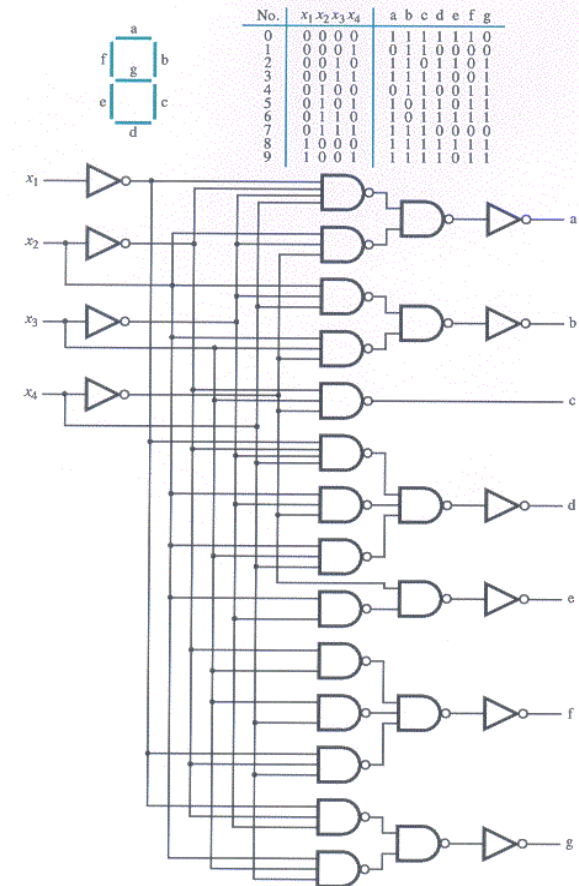 a
f g b
e c
d
No. x1 x2 x3 x4 a b c d e f g
0 0 0 0 0 1 1 1 1 1 1 0
1 0 0 0 1 0 1 1 0 0 0 0
2 0 0 1 0 1 1 0 1 1 0 1
3 0 0 1 1 1 1 1 1 0 0 1
4 0 1 0 0 0 1 1 0 0 1 1
5 0 1 0 1 1 0 1 1 0 1 1
6 0 1 1 0 1 0 1 1 1 1 1
7 0 1 1 1 1 1 1 0 0 0 0
8 1 0 0 0 1 1 1 1 1 1 1
9 1 0 0 1 1 1 1 1 0 1 1
x1
a
x2
x3
b
x4
c
d
e
f
g